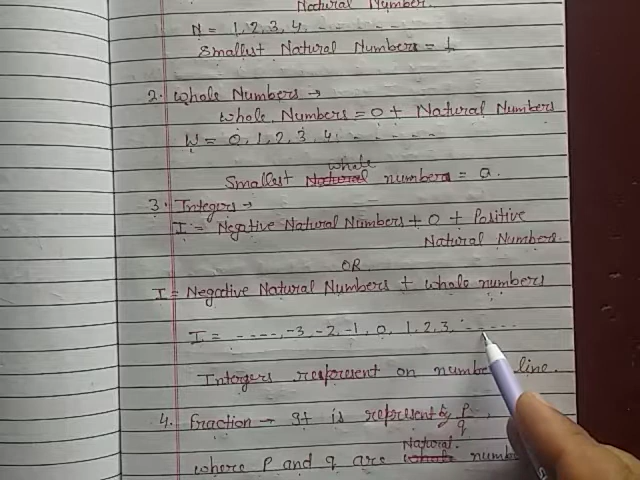 Natural Number.
N = 1, 2, 3, 4, - - - - - - - -
Smallest Natural Numbers = 1.
2. Whole Numbers →
Whole Numbers = 0 + Natural Numbers
W = 0, 1, 2, 3, 4, - - - - - - -
whole
Smallest Natural numbers = 0.
3. Integers →
I = Negative Natural Numbers + 0 + Positive
Natural Numbers.
OR
I = Negative Natural Numbers + whole numbers
I = - - - - -, -3, -2, -1, 0, 1, 2, 3, - - - - - -
Intergers reepresent on number line.
4. Fraction → It is represent by p/q,
Natural.
where p and q are whole numb